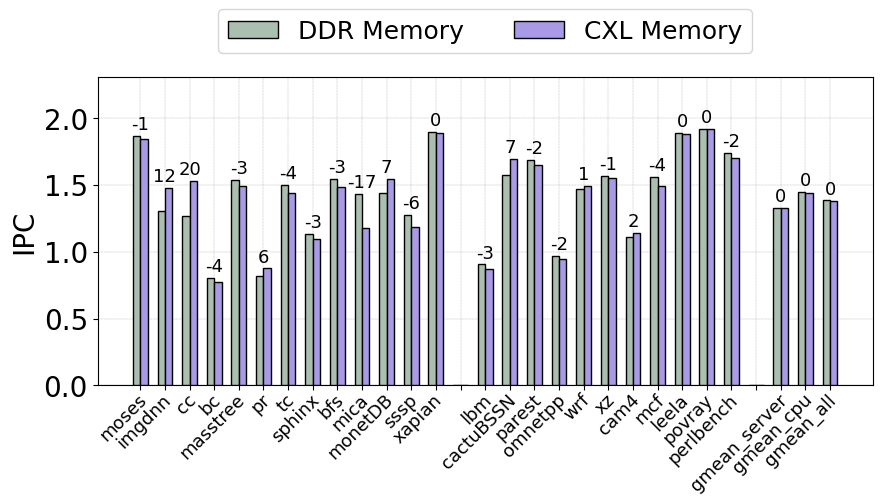 DDR Memory CXL Memory
IPC
2.0
1.5
1.0
0.5
0.0
-1
12
20
-4
-3
6
-4
-3
-3
-17
7
-6
0
-3
7
-2
-2
1
-1
2
-4
0
0
-2
0
0
0
moses
imgdnn
cc
bc
masstree
pr
tc
sphinx
bfs
mica
monetDB
sssp
xapian
lbm
cactuBSSN
parest
omnetpp
wrf
xz
cam4
mcf
leela
povray
perlbench
gmean_server
gmean_cpu
gmean_all